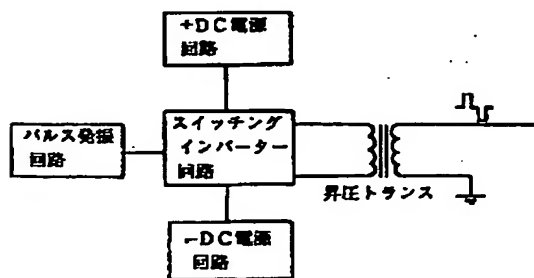 +DC電源
回路
パルス発振
回路
スイッチング
インバーター
回路
昇圧トランス
−DC電源
回路